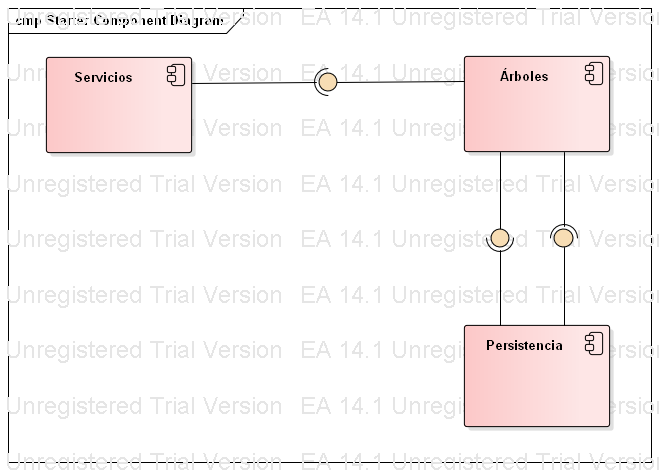 cmp Starter Component Diagram
Unregistered Trial Version EA 14.1 Unregistered Trial Version
Unregistered Trial Version EA 14.1 Unregistered Trial Version
Servicios
Árboles
Unregistered Trial Version EA 14.1 Unregistered Trial Version
Unregistered Trial Version EA 14.1 Unregistered Trial Version
Unregistered Trial Version EA 14.1 Unregistered Trial Version
Unregistered Trial Version EA 14.1 Unregistered Trial Version
Persistencia
Unregistered Trial Version EA 14.1 Unregistered Trial Version
Unregistered Trial Version EA 14.1 Unregistered Trial Version
Unregistered Trial Version EA 14.1 Unregistered Trial Version